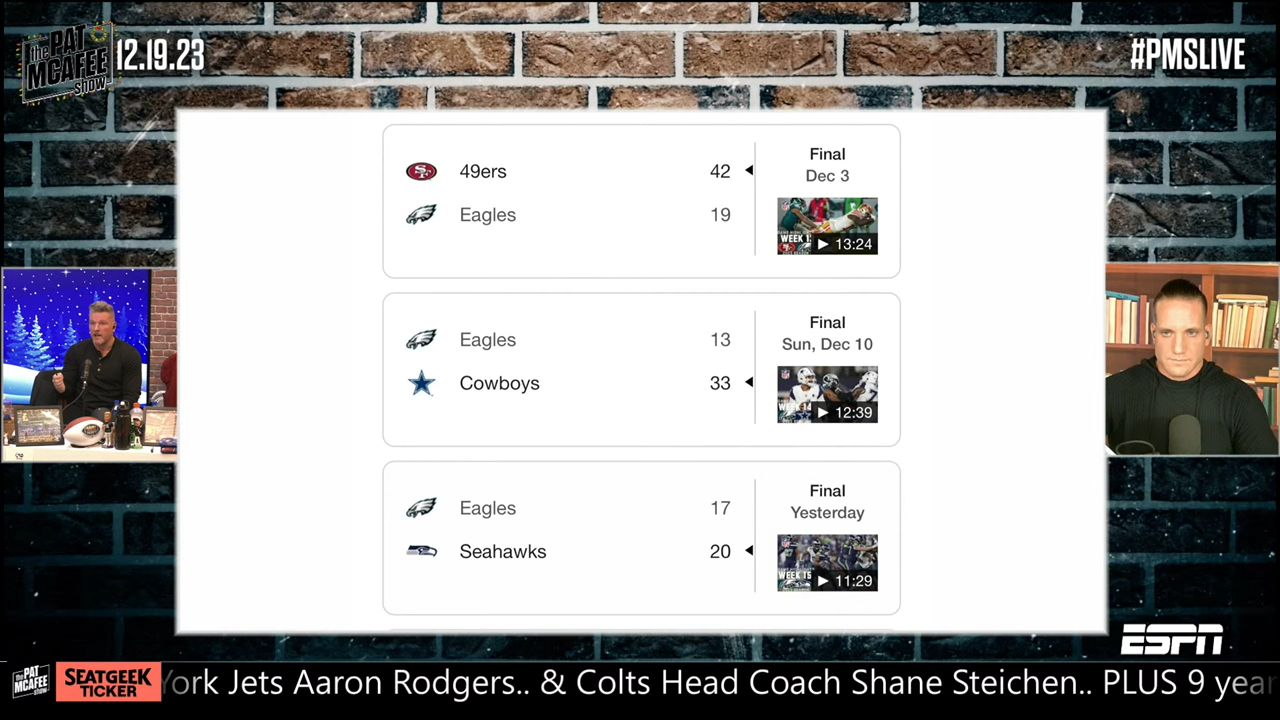 the PAT MCAFEE show
12.19.23
#PMSLIVE
49ers 42
Eagles 19
Final
Dec 3
WEEK 1
13:24
Eagles 13
Cowboys 33
Final
Sun, Dec 10
WEEK 14
12:39
Eagles 17
Seahawks 20
Final
Yesterday
WEEK 15
11:29
ESPN
the PAT MCAFEE show
SEATGEEK TICKER
York Jets Aaron Rodgers.. & Colts Head Coach Shane Steichen.. PLUS 9 year